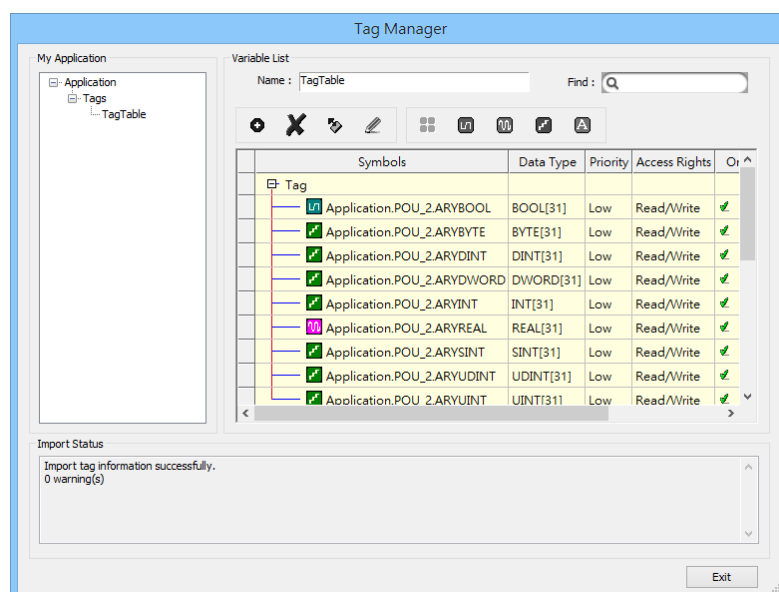 Tag Manager
My Application
Application
Tags
TagTable
Variable List
Name : TagTable
Find :
A
Symbols Data Type Priority Access Rights Or
Tag
Application.POU_2.ARYBOOL BOOL[31] Low Read/Write
Application.POU_2.ARYBYTE BYTE[31] Low Read/Write
Application.POU_2.ARYDINT DINT[31] Low Read/Write
Application.POU_2.ARYDWORD DWORD[31] Low Read/Write
Application.POU_2.ARYINT INT[31] Low Read/Write
Application.POU_2.ARYREAL REAL[31] Low Read/Write
Application.POU_2.ARYSINT SINT[31] Low Read/Write
Application.POU_2.ARYUDINT UDINT[31] Low Read/Write
Application.POU_2.ARYUINT UINT[31] Low Read/Write
Import Status
Import tag information successfully.
0 warning(s)
Exit